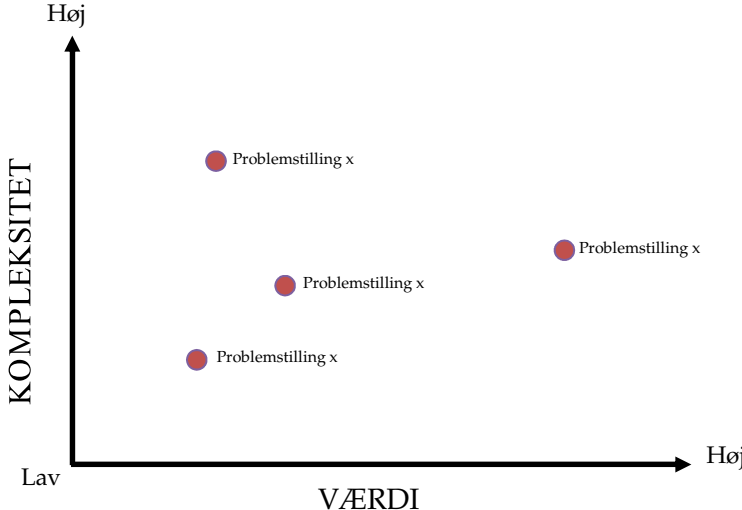 Høj
KOMPLEKSITET
Problemstilling x
Problemstilling x
Problemstilling x
Problemstilling x
Lav
Høj
VÆRDI